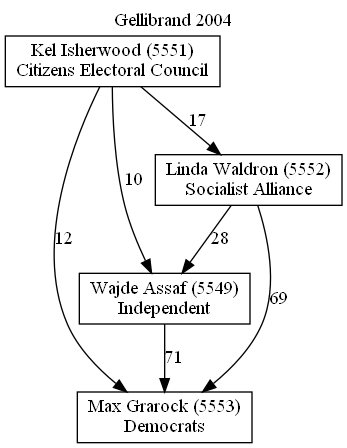 Gellibrand 2004
Kel Isherwood (5551)
Citizens Electoral Council
17
Linda Waldron (5552)
Socialist Alliance
10
12
28
Wajde Assaf (5549)
Independent
69
71
Max Grarock (5553)
Democrats